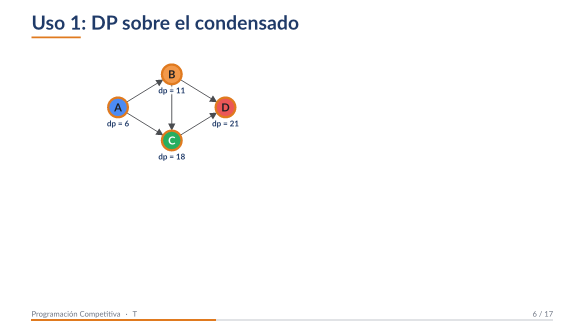 Uso 1: DP sobre el condensado
B
dp = 11
A
dp = 6
D
dp = 21
C
dp = 18
Programación Competitiva · T
6 / 17